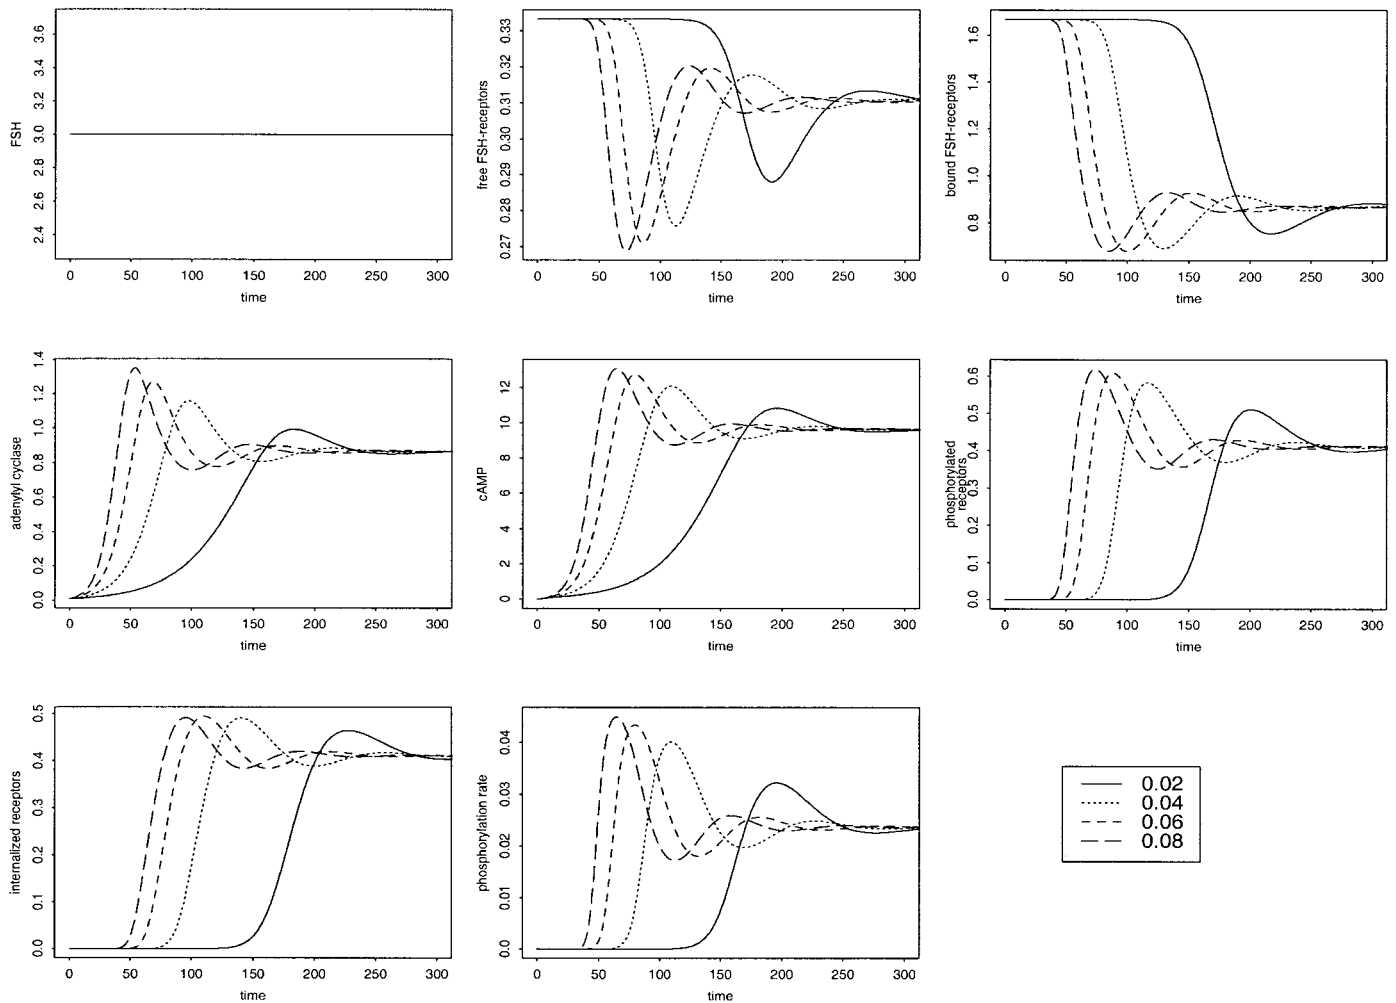 FSH
2.4 2.6 2.8 3.0 3.2 3.4 3.6
0 50 100 150 200 250 300
time
free FSH-receptors
0.27 0.28 0.29 0.30 0.31 0.32 0.33
0 50 100 150 200 250 300
time
bound FSH-receptors
0.8 1.0 1.2 1.4 1.6
0 50 100 150 200 250 300
time
adenylyl cyclase
0.0 0.2 0.4 0.6 0.8 1.0 1.2 1.4
0 50 100 150 200 250 300
time
cAMP
0 2 4 6 8 10 12
0 50 100 150 200 250 300
time
phosphorylated
receptors
0.0 0.1 0.2 0.3 0.4 0.5 0.6
0 50 100 150 200 250 300
time
internalized receptors
0.0 0.1 0.2 0.3 0.4 0.5
0 50 100 150 200 250 300
time
phosphorylation rate
0.0 0.01 0.02 0.03 0.04
0 50 100 150 200 250 300
time
0.02
0.04
0.06
0.08